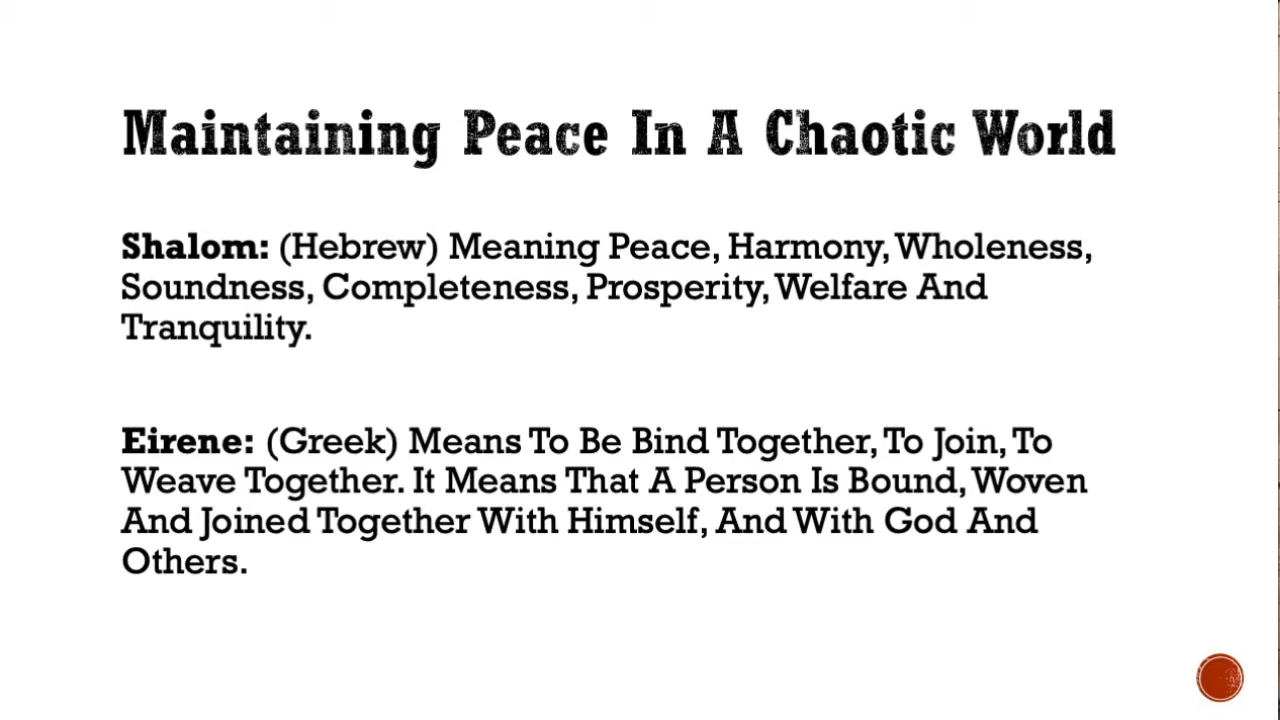 Maintaining Peace In A Chaotic World
Shalom: (Hebrew) Meaning Peace, Harmony, Wholeness,
Soundness, Completeness, Prosperity, Welfare And
Tranquility.
Eirene: (Greek) Means To Be Bind Together, To Join, To
Weave Together. It Means That A Person Is Bound, Woven
And Joined Together With Himself, And With God And
Others.